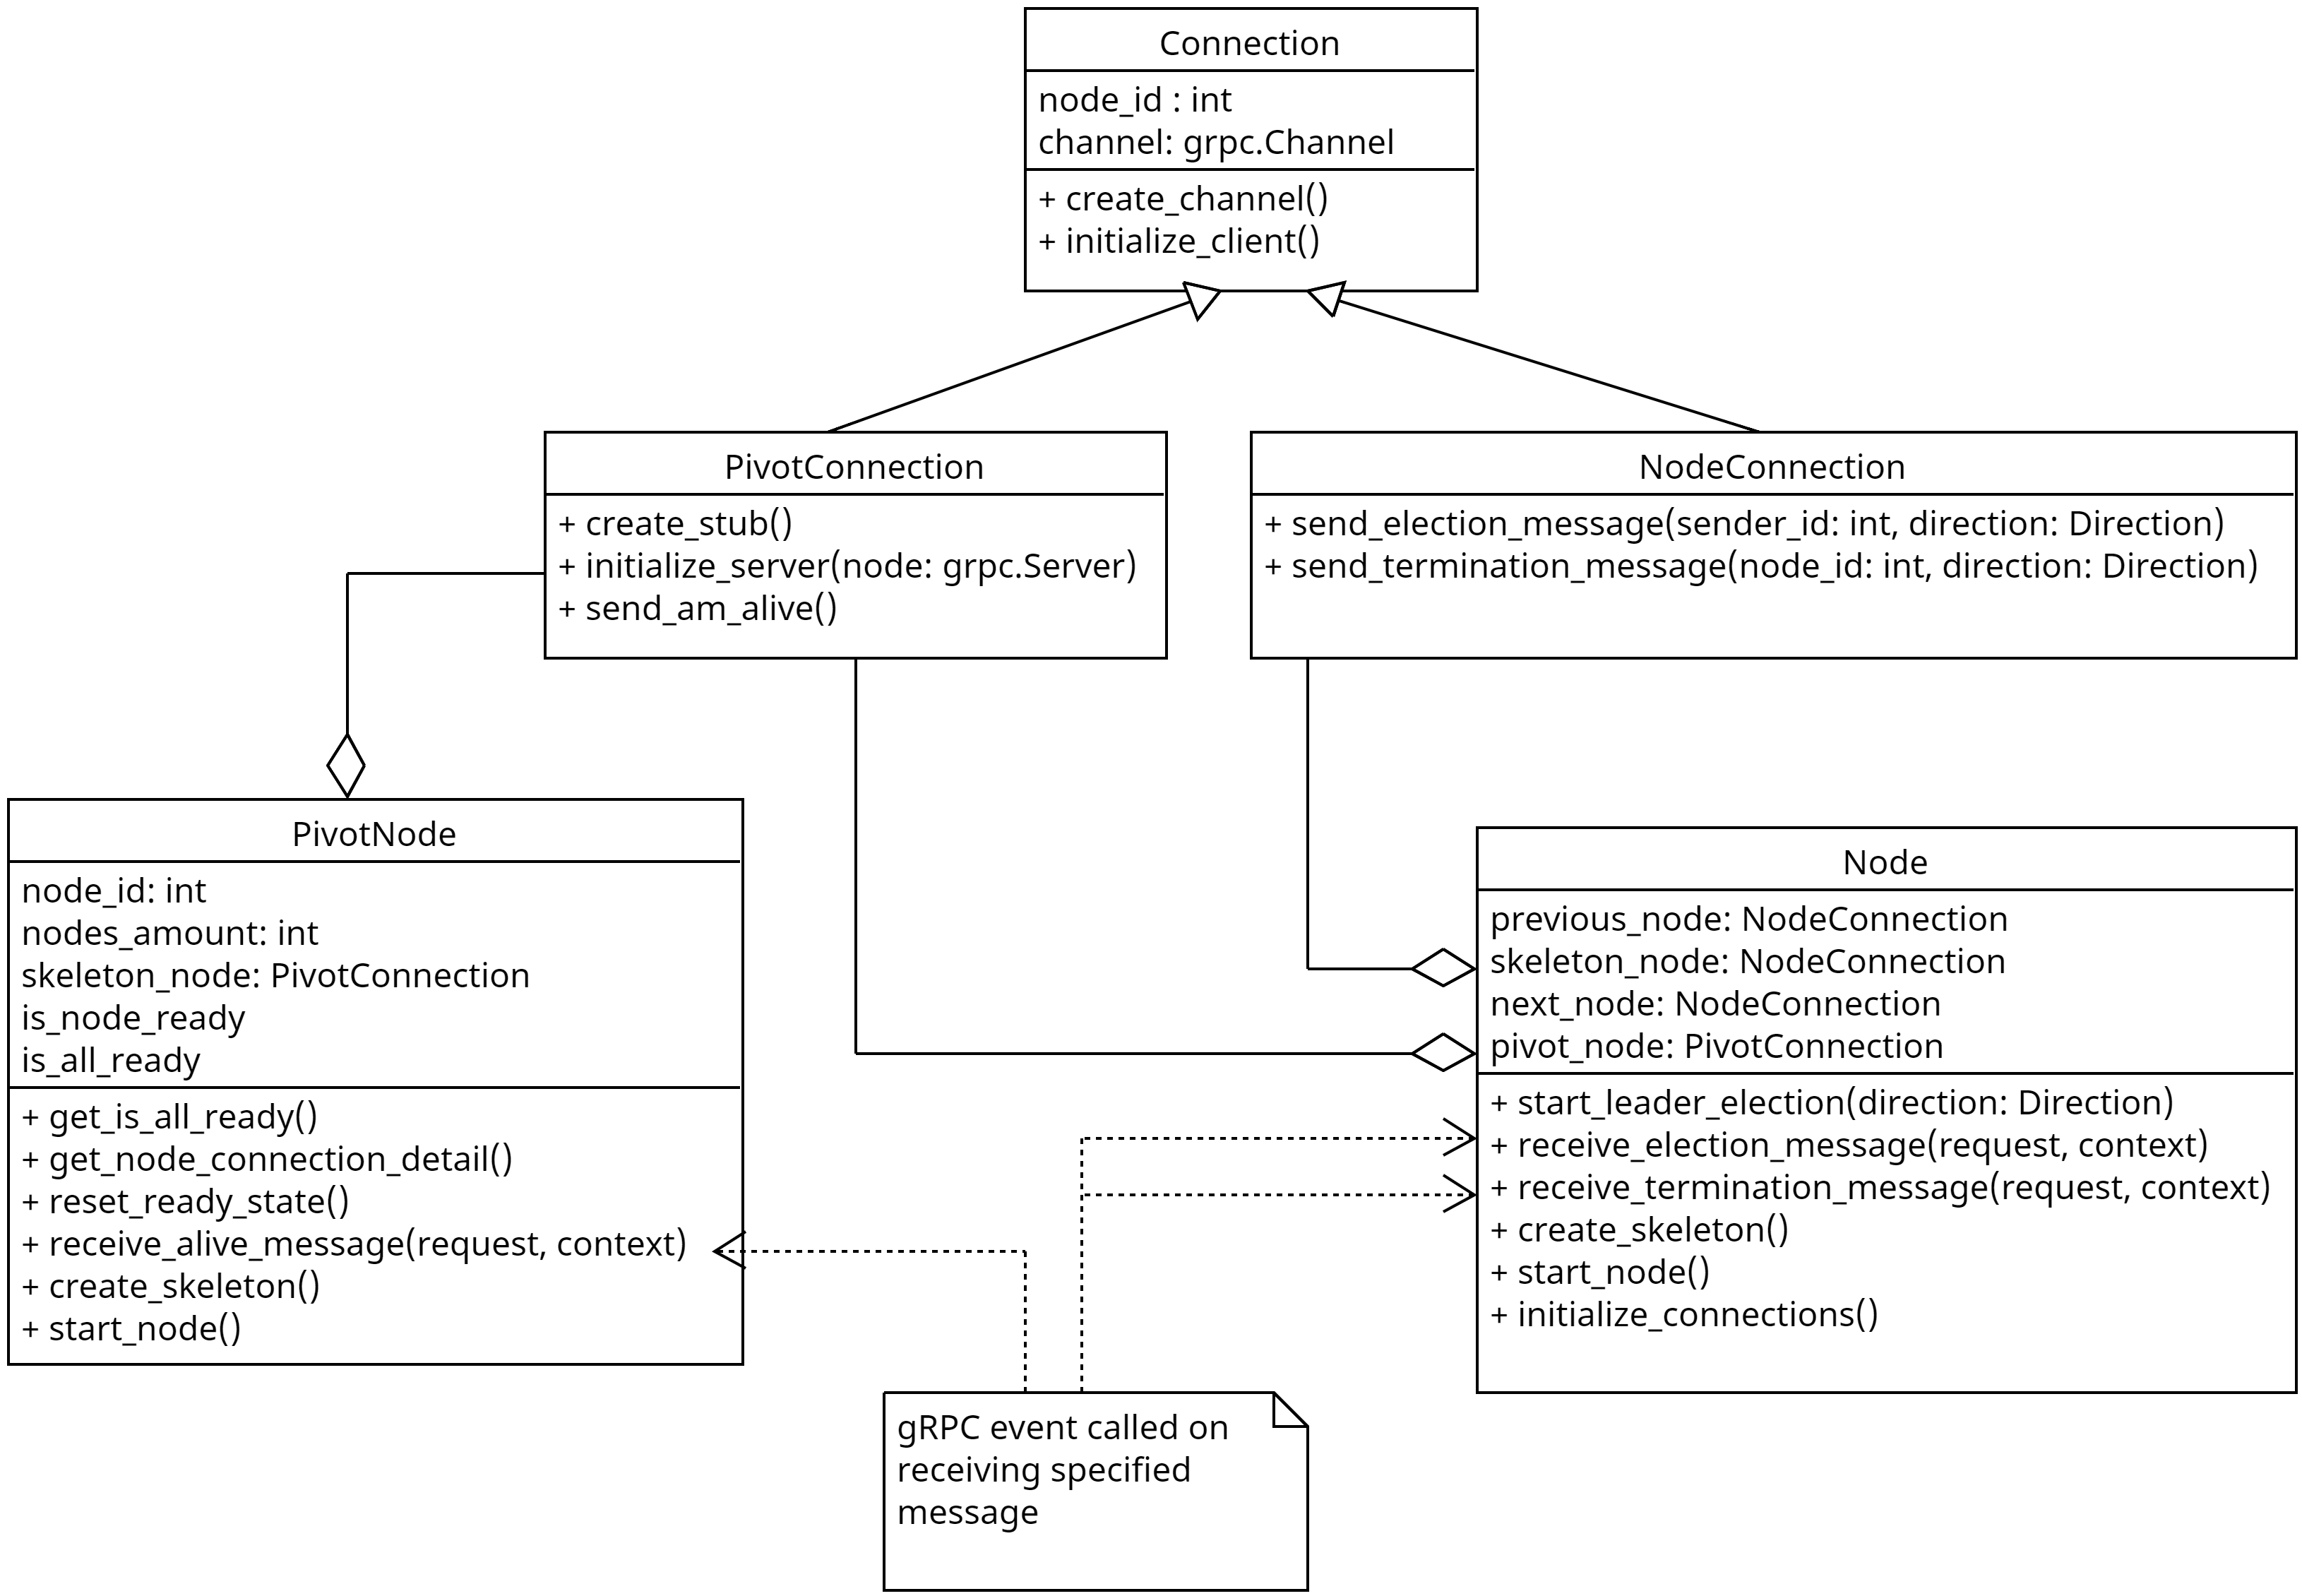 Connection
node_id : int
channel: grpc.Channel
+ create_channel()
+ initialize_client()
PivotConnection
+ create_stub()
+ initialize_server(node: grpc.Server)
+ send_am_alive()
NodeConnection
+ send_election_message(sender_id: int, direction: Direction)
+ send_termination_message(node_id: int, direction: Direction)
PivotNode
node_id: int
nodes_amount: int
skeleton_node: PivotConnection
is_node_ready
is_all_ready
+ get_is_all_ready()
+ get_node_connection_detail()
+ reset_ready_state()
+ receive_alive_message(request, context)
+ create_skeleton()
+ start_node()
Node
previous_node: NodeConnection
skeleton_node: NodeConnection
next_node: NodeConnection
pivot_node: PivotConnection
+ start_leader_election(direction: Direction)
+ receive_election_message(request, context)
+ receive_termination_message(request, context)
+ create_skeleton()
+ start_node()
+ initialize_connections()
gRPC event called on
receiving specified
message